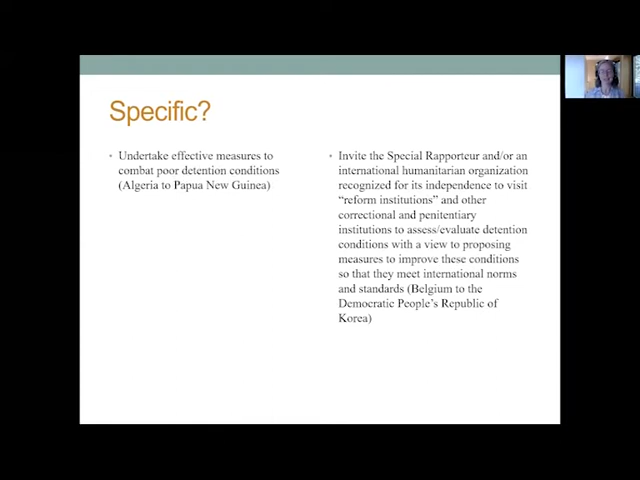 Specific?
• Undertake effective measures to
combat poor detention conditions
(Algeria to Papua New Guinea)
• Invite the Special Rapporteur and/or an
international humanitarian organization
recognized for its independence to visit
“reform institutions” and other
correctional and penitentiary
institutions to assess/evaluate detention
conditions with a view to proposing
measures to improve these conditions
so that they meet international norms
and standards (Belgium to the
Democratic People’s Republic of
Korea)